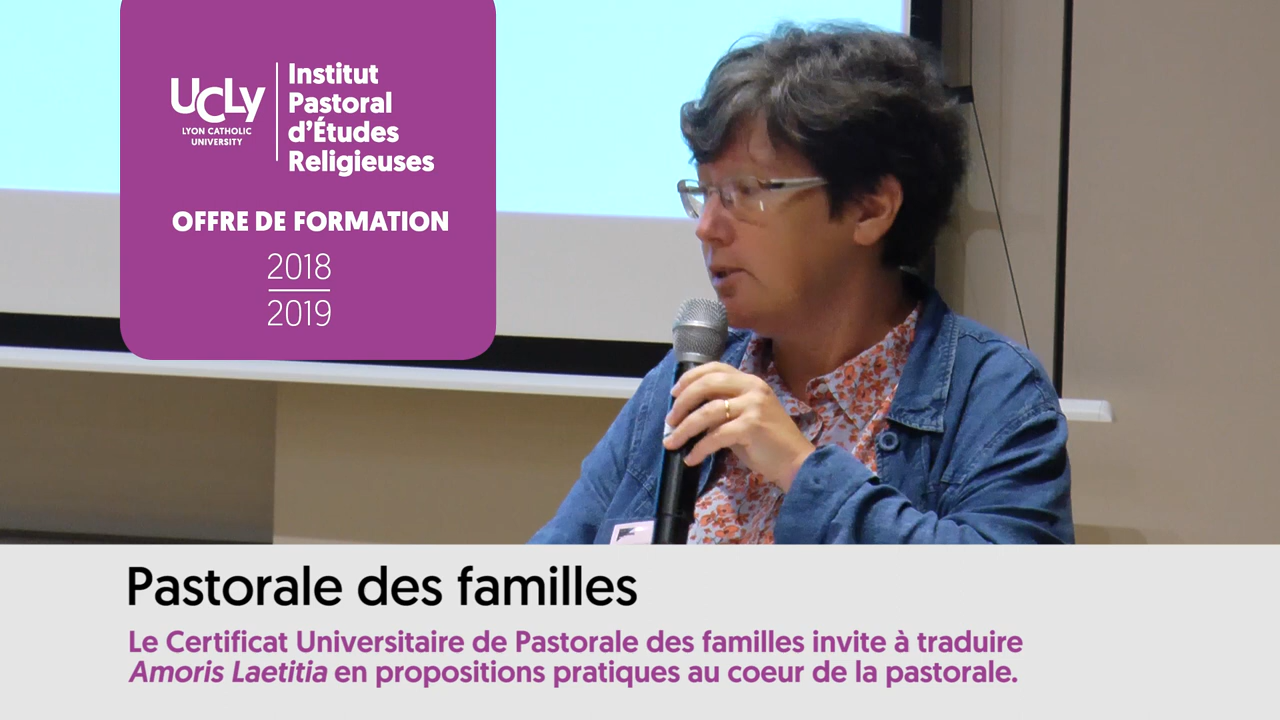 UCLy
LYON CATHOLIC
UNIVERSITY
Institut
Pastoral
d'Études
Religieuses
OFFRE DE FORMATION
2018
2019
Pastorale des familles
Le Certificat Universitaire de Pastorale des familles invite à traduire
Amoris Laetitia en propositions pratiques au coeur de la pastorale.